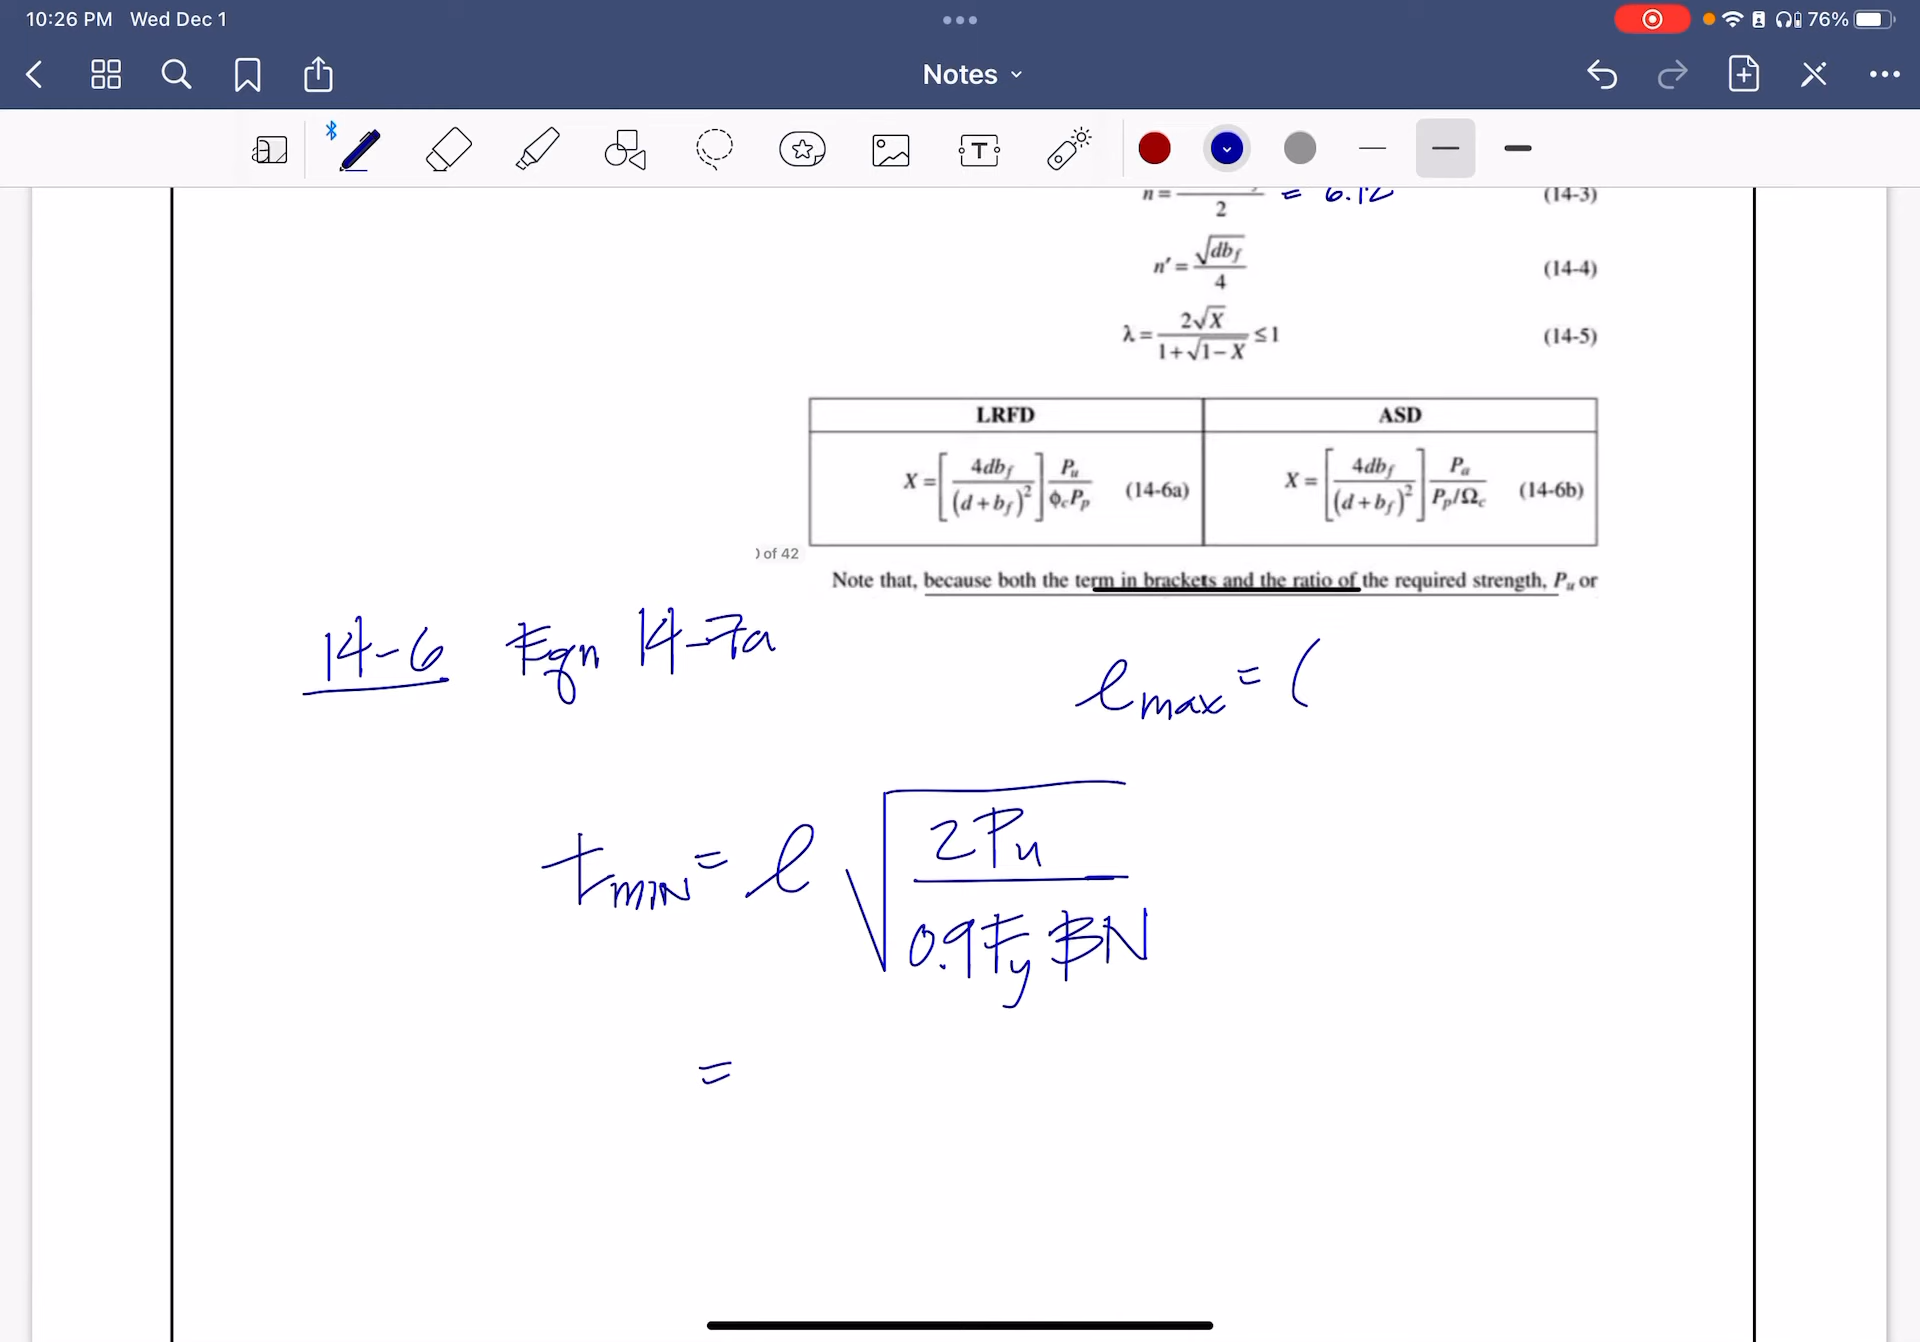 10:26 PM Wed Dec 1
76%
Notes
T
n = / 2 = 6.12 (14-3)
n' = √db_f / 4 (14-4)
λ = 2√X / 1+√1−X ≤ 1 (14-5)
LRFD ASD
X = [4db_f / (d + b_f)²] P_u / ϕ_cP_p (14-6a) X = [4db_f / (d + b_f)²] P_a / P_p/Ω_c (14-6b)
of 42
Note that, because both the term in brackets and the ratio of the required strength, P_u or
14-6 Eqn 14-7a
l_max = (
t_MIN = l √2P_u / 0.9F_y BN
=